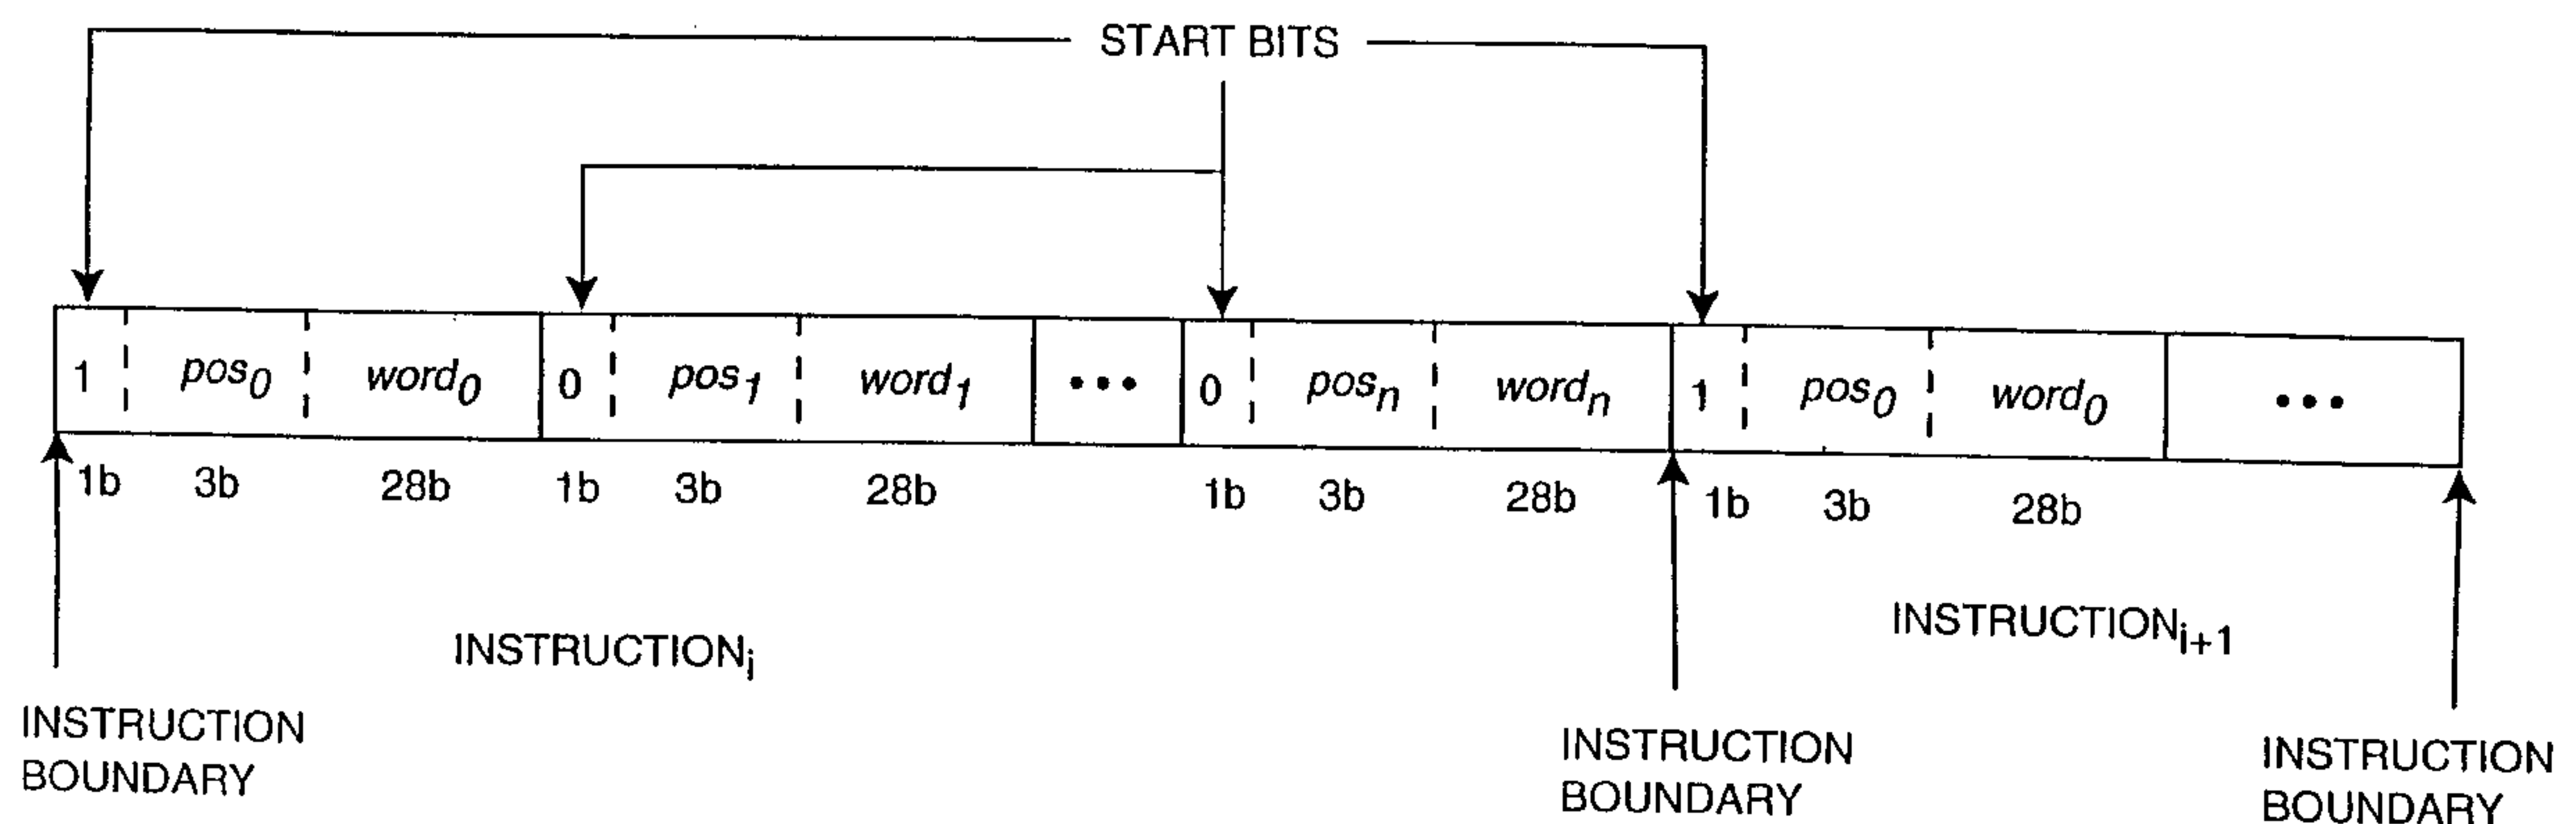 START BITS
1 pos0 word0 0 pos1 word1 ••• 0 posn wordn 1 pos0 word0 •••
1b 3b 28b 1b 3b 28b 1b 3b 28b 1b 3b 28b
INSTRUCTIONi INSTRUCTIONi+1
INSTRUCTION
BOUNDARY
INSTRUCTION
BOUNDARY
INSTRUCTION
BOUNDARY